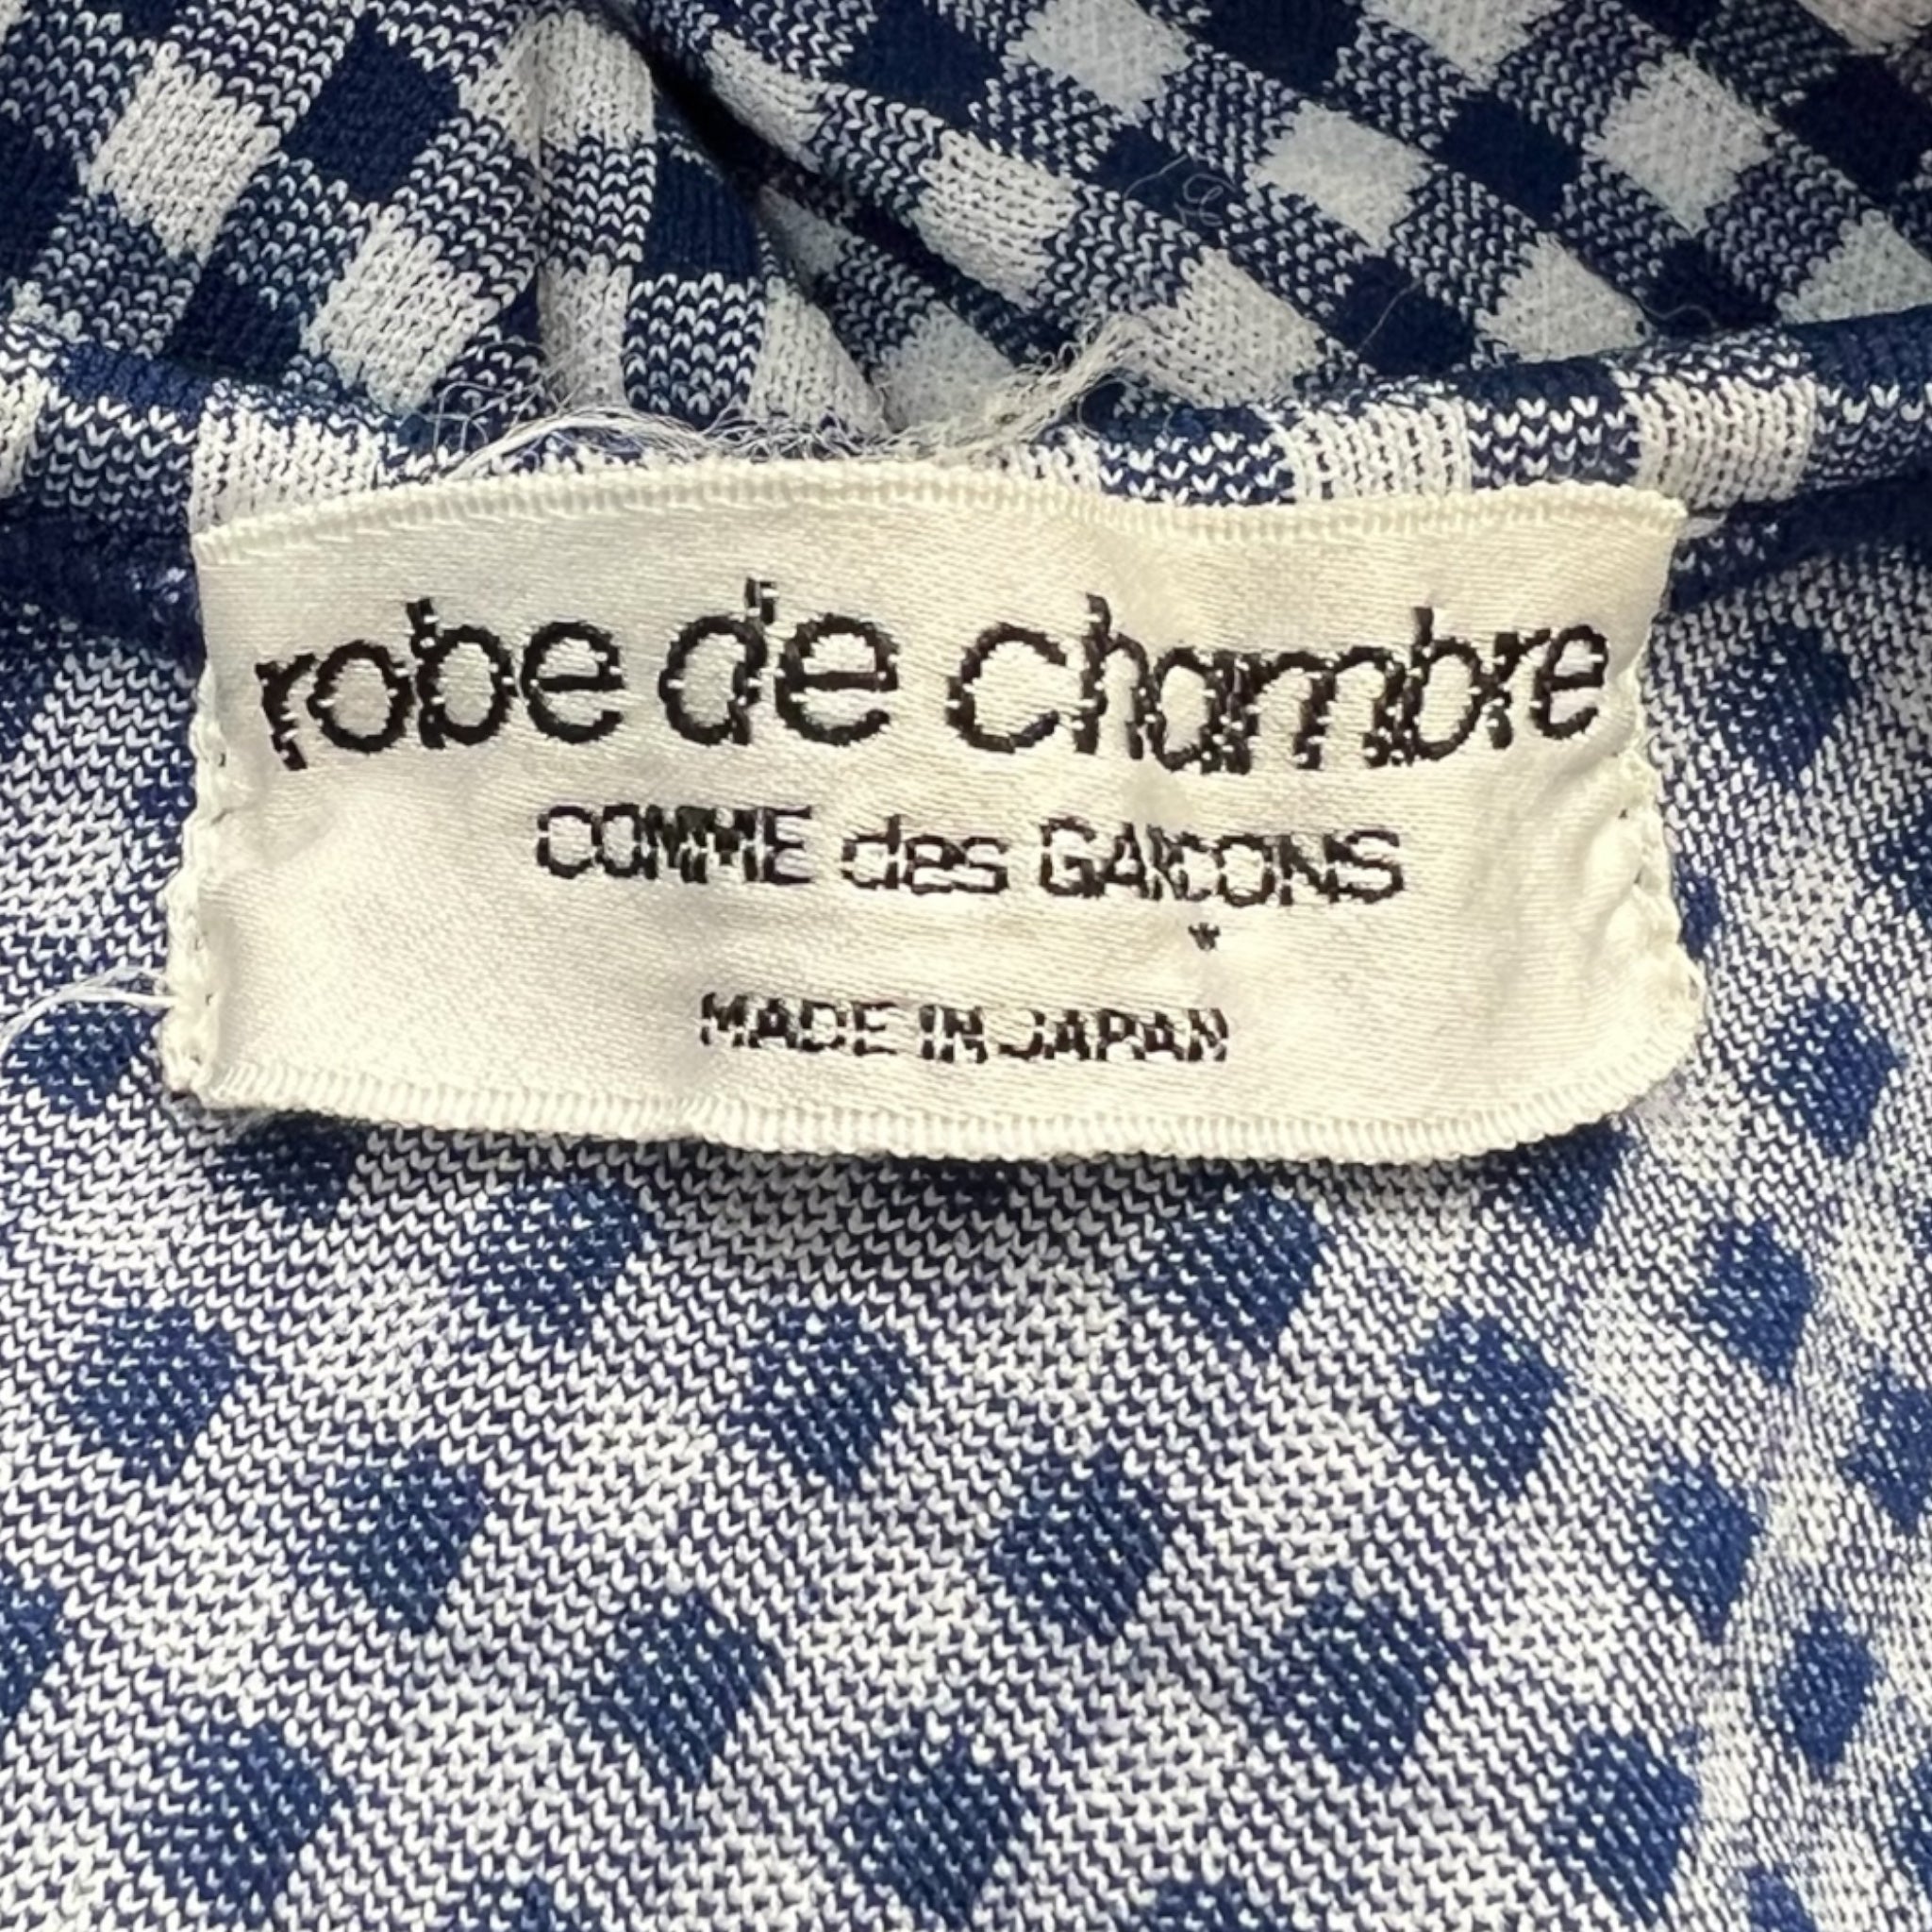 robe de chambre
COMME des GARCONS
*
MADE IN JAPAN